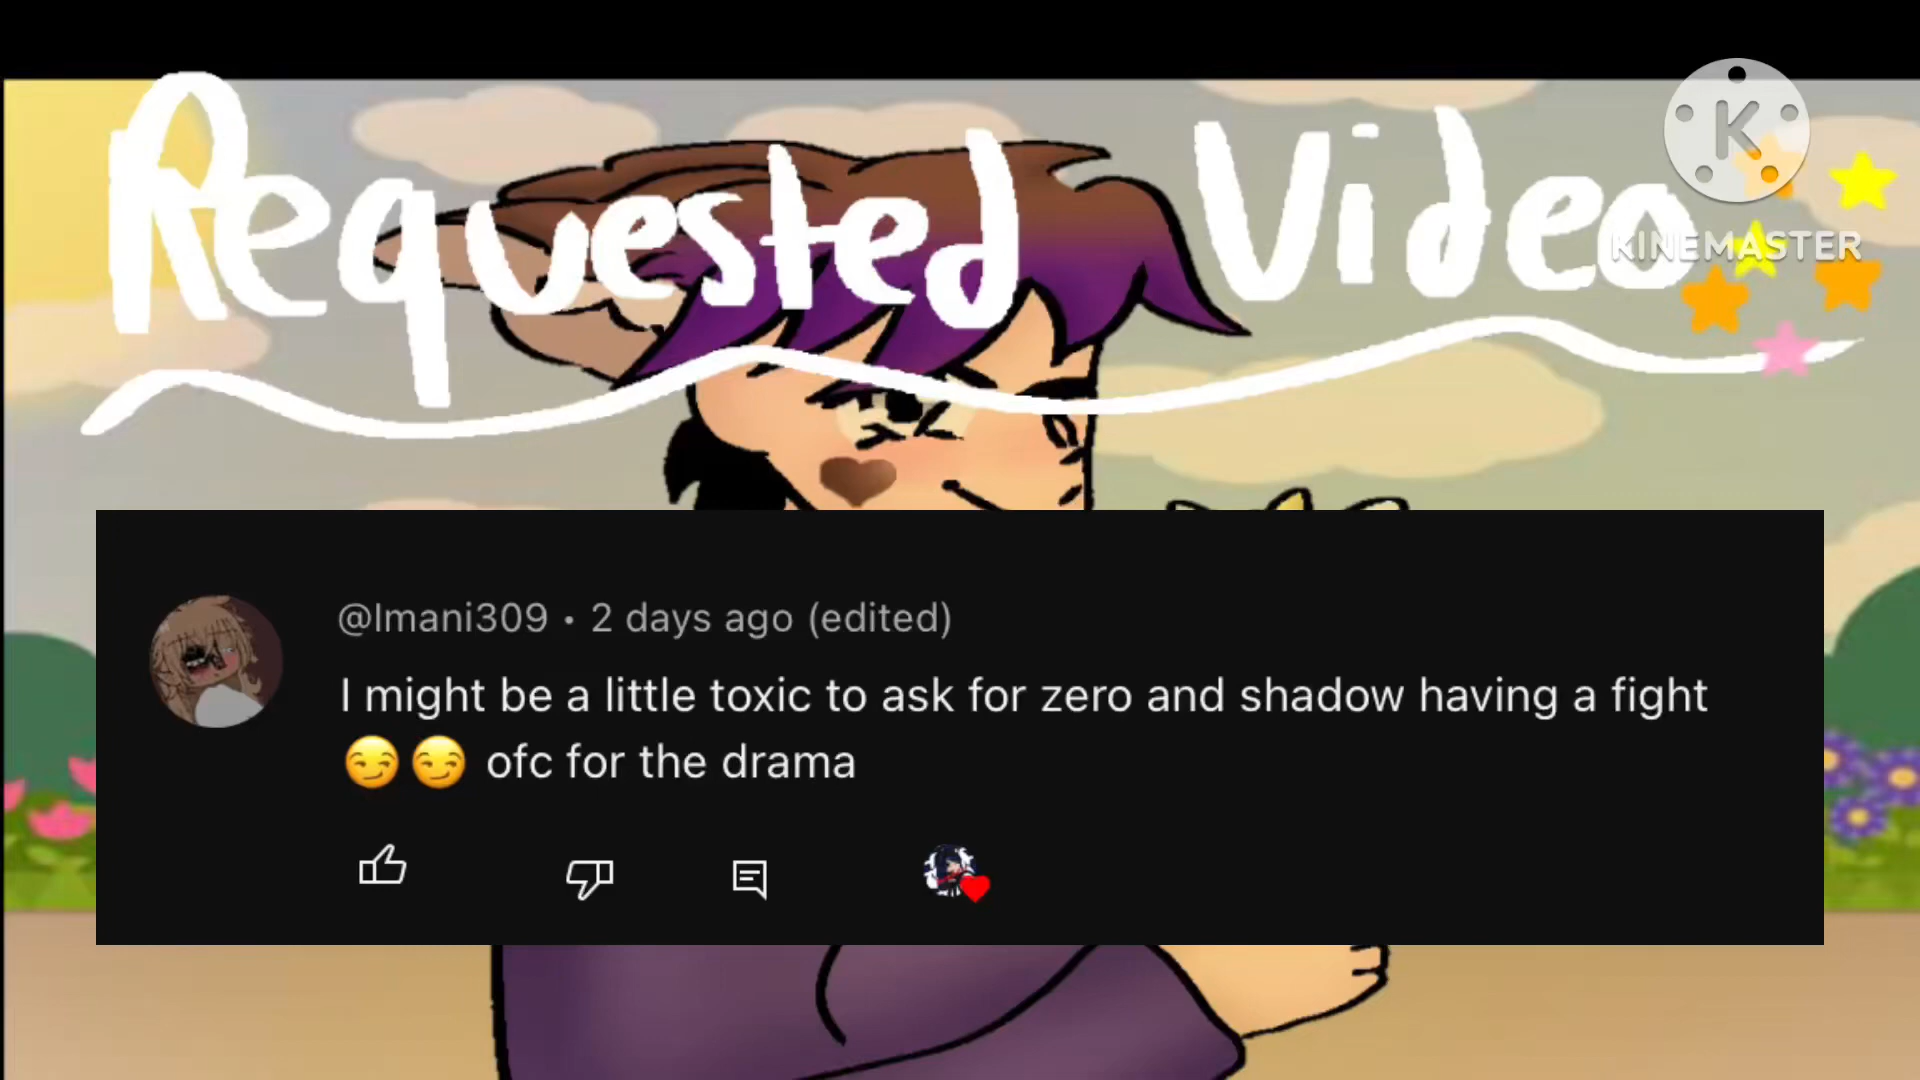 Requested Video
K
KINEMASTER
@Imani309 • 2 days ago (edited)
I might be a little toxic to ask for zero and shadow having a fight
😏😏 ofc for the drama